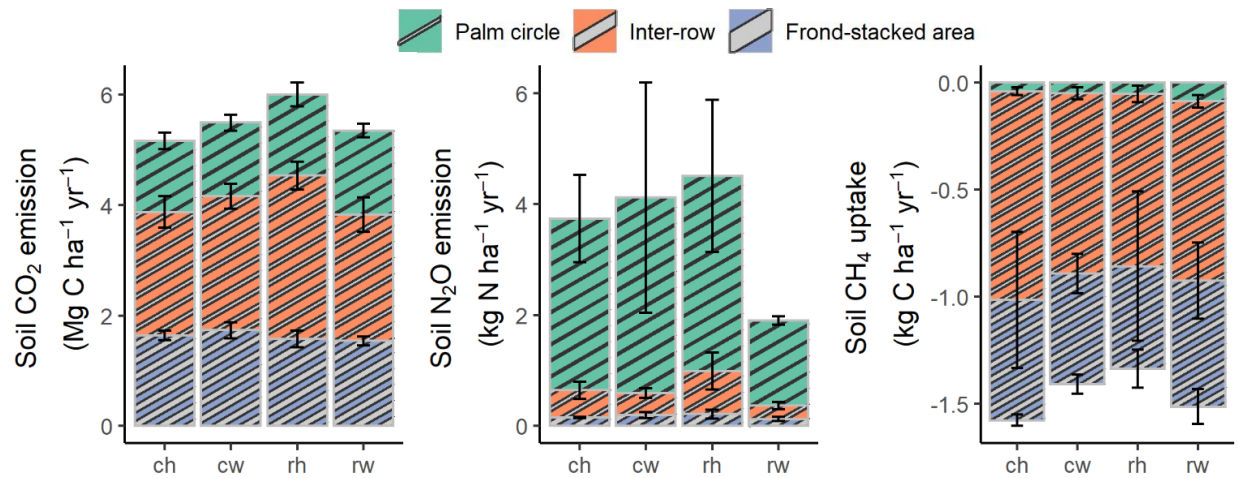 Palm circle Inter-row Frond-stacked area
Soil CO₂ emission
(Mg C ha⁻¹ yr⁻¹)
6
4
2
0
ch cw rh rw
Soil N₂O emission
(kg N ha⁻¹ yr⁻¹)
6
4
2
0
ch cw rh rw
Soil CH₄ uptake
(kg C ha⁻¹ yr⁻¹)
0.0
-0.5
-1.0
-1.5
ch cw rh rw